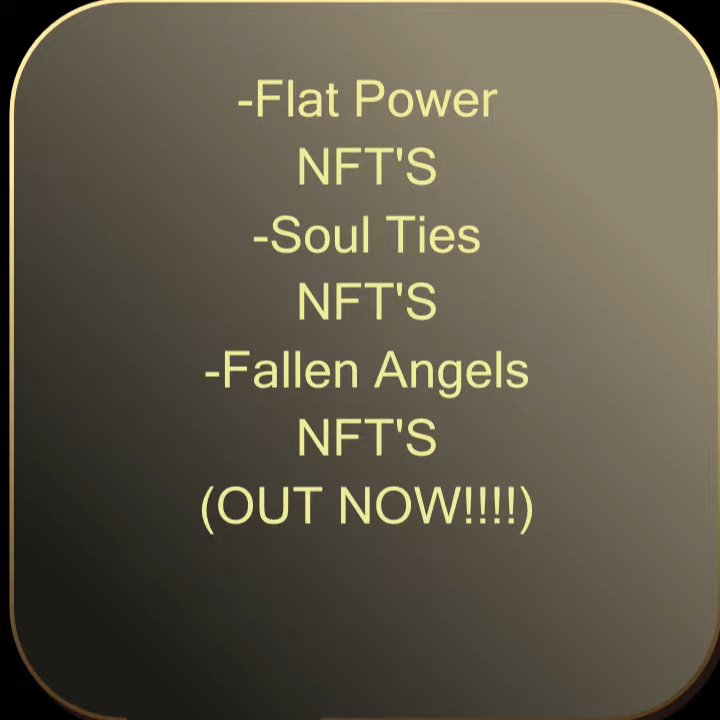 -Flat Power
NFT'S
-Soul Ties
NFT'S
-Fallen Angels
NFT'S
(OUT NOW!!!!)